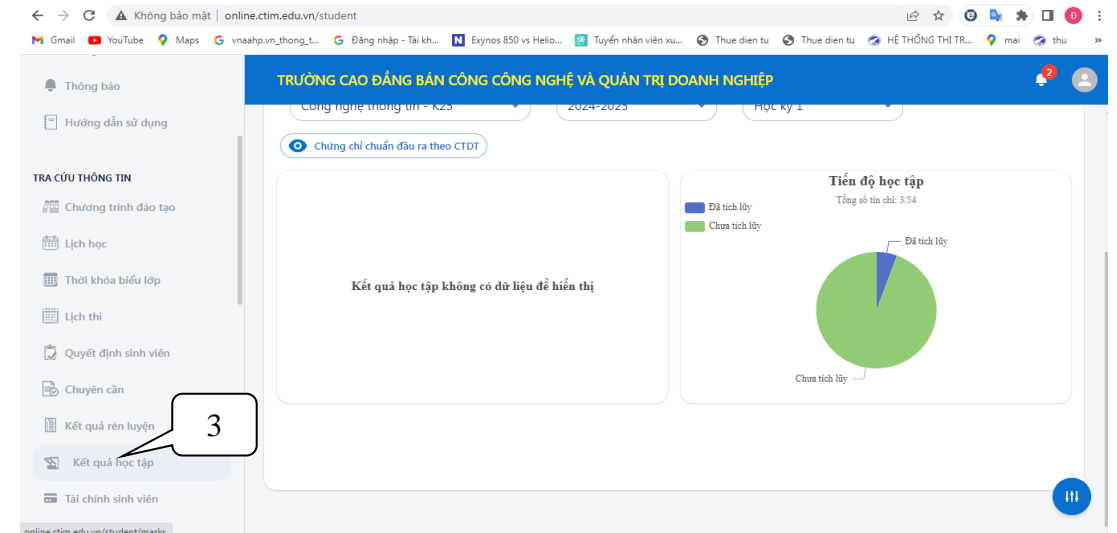 Không bảo mật | online.ctim.edu.vn/student
Đ
Gmail YouTube Maps vnaahp.vn_thong_t... Đăng nhập - Tài kh... Exynos 850 vs Helio... Tuyển nhân viên xu... Thue dien tu Thue dien tu HỆ THỐNG THI TR... mai thu »
Thông báo
Hướng dẫn sử dụng
TRA CỨU THÔNG TIN
Chương trình đào tạo
Lịch học
Thời khóa biểu lớp
Lịch thi
Quyết định sinh viên
Chuyên cần
Kết quả rèn luyện
Kết quả học tập
Tài chính sinh viên
online.ctim.edu.vn/student/marks
3
TRƯỜNG CAO ĐẲNG BÁN CÔNG CÔNG NGHỆ VÀ QUẢN TRỊ DOANH NGHIỆP
2
Công nghệ thông tin - K25 2024-2025 Học kỳ 1
Chứng chỉ chuẩn đầu ra theo CTDT
Kết quả học tập không có dữ liệu để hiển thị
Tiến độ học tập
Tổng số tín chỉ: 3/54
Đã tích lũy
Chưa tích lũy
Đã tích lũy
Chưa tích lũy